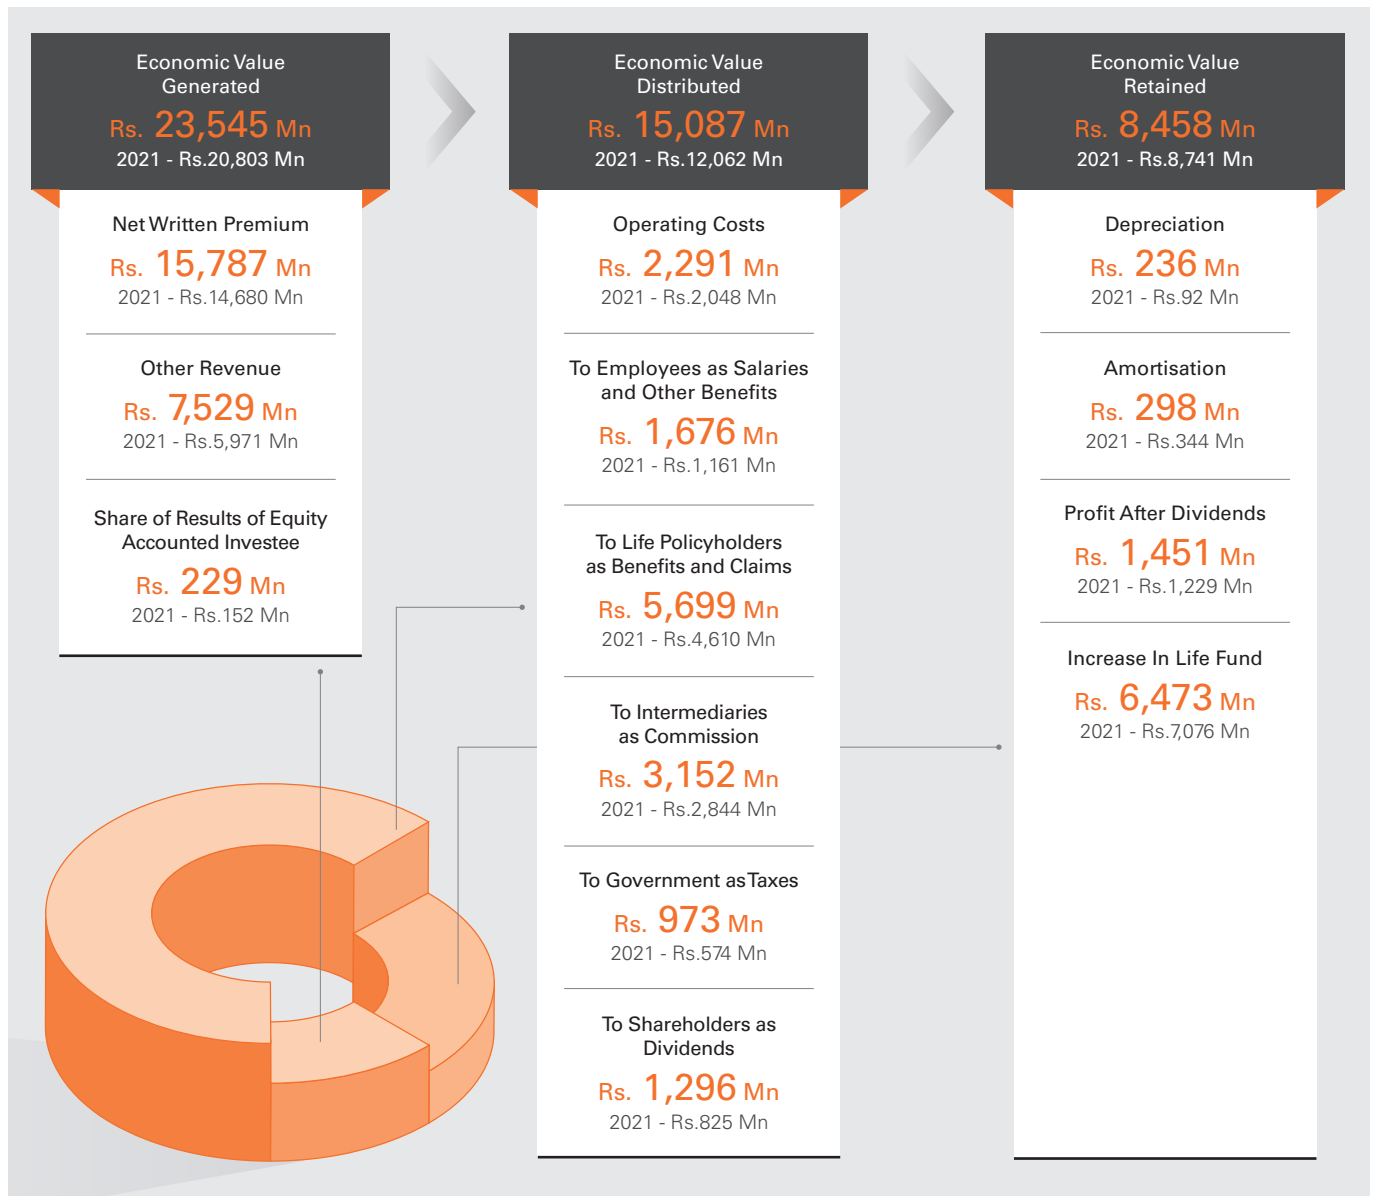 Economic Value
Generated
Rs. 23,545 Mn
2021 - Rs.20,803 Mn
Net Written Premium
Rs. 15,787 Mn
2021 - Rs.14,680 Mn
Other Revenue
Rs. 7,529 Mn
2021 - Rs.5,971 Mn
Share of Results of Equity
Accounted Investee
Rs. 229 Mn
2021 - Rs.152 Mn
Economic Value
Distributed
Rs. 15,087 Mn
2021 - Rs.12,062 Mn
Operating Costs
Rs. 2,291 Mn
2021 - Rs.2,048 Mn
To Employees as Salaries
and Other Benefits
Rs. 1,676 Mn
2021 - Rs.1,161 Mn
To Life Policyholders
as Benefits and Claims
Rs. 5,699 Mn
2021 - Rs.4,610 Mn
To Intermediaries
as Commission
Rs. 3,152 Mn
2021 - Rs.2,844 Mn
To Government as Taxes
Rs. 973 Mn
2021 - Rs.574 Mn
To Shareholders as
Dividends
Rs. 1,296 Mn
2021 - Rs.825 Mn
Economic Value
Retained
Rs. 8,458 Mn
2021 - Rs.8,741 Mn
Depreciation
Rs. 236 Mn
2021 - Rs.92 Mn
Amortisation
Rs. 298 Mn
2021 - Rs.344 Mn
Profit After Dividends
Rs. 1,451 Mn
2021 - Rs.1,229 Mn
Increase In Life Fund
Rs. 6,473 Mn
2021 - Rs.7,076 Mn